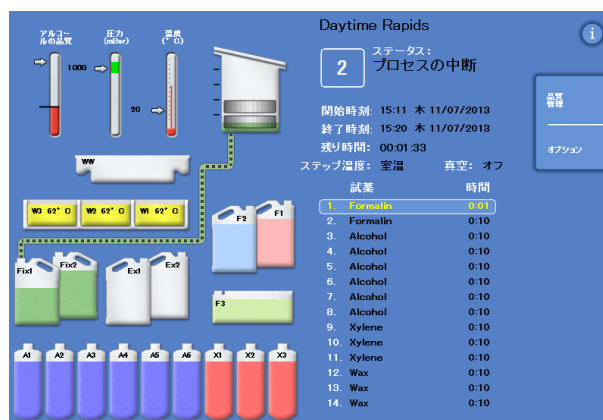 Daytime Rapids
i
アルコー
ルの品質
圧力
(mBar)
温度
(° C)
1000
20
2
ステータス:
プロセスの中断
品質
管理
オプション
開始時刻: 15:11 木 11/07/2013
終了時刻: 15:20 木 11/07/2013
残り時間: 00:01:33
ステップ温度: 室温 真空: オフ
試薬 時間
1. Formalin 0:01
2. Formalin 0:10
3. Alcohol 0:10
4. Alcohol 0:10
5. Alcohol 0:10
6. Alcohol 0:10
7. Alcohol 0:10
8. Alcohol 0:10
9. Xylene 0:10
10. Xylene 0:10
11. Xylene 0:10
12. Wax 0:10
13. Wax 0:10
14. Wax 0:10
WW
W3 62° C W2 62° C W1 62° C
F2 F1
Fix1 Fix2 Ex1 Ex2
F3
A1 A2 A3 A4 A5 A6 X1 X2 X3